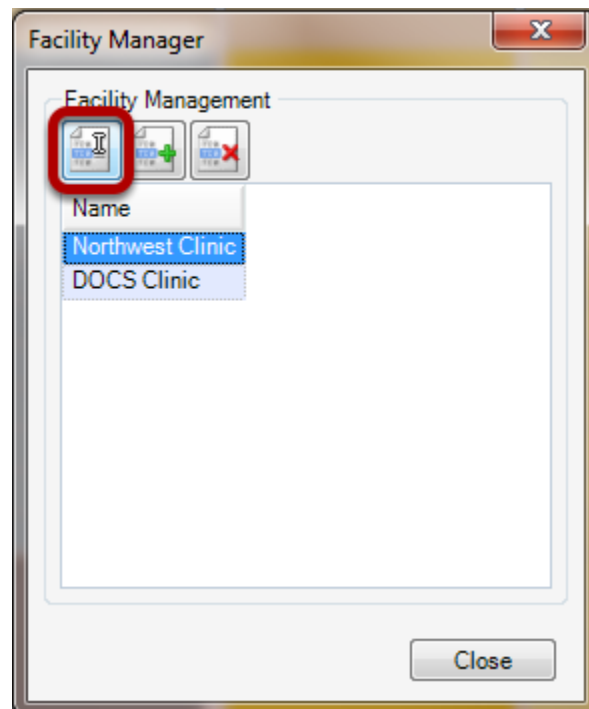 Facility Manager
Facility Management
Name
Northwest Clinic
DOCS Clinic
Close